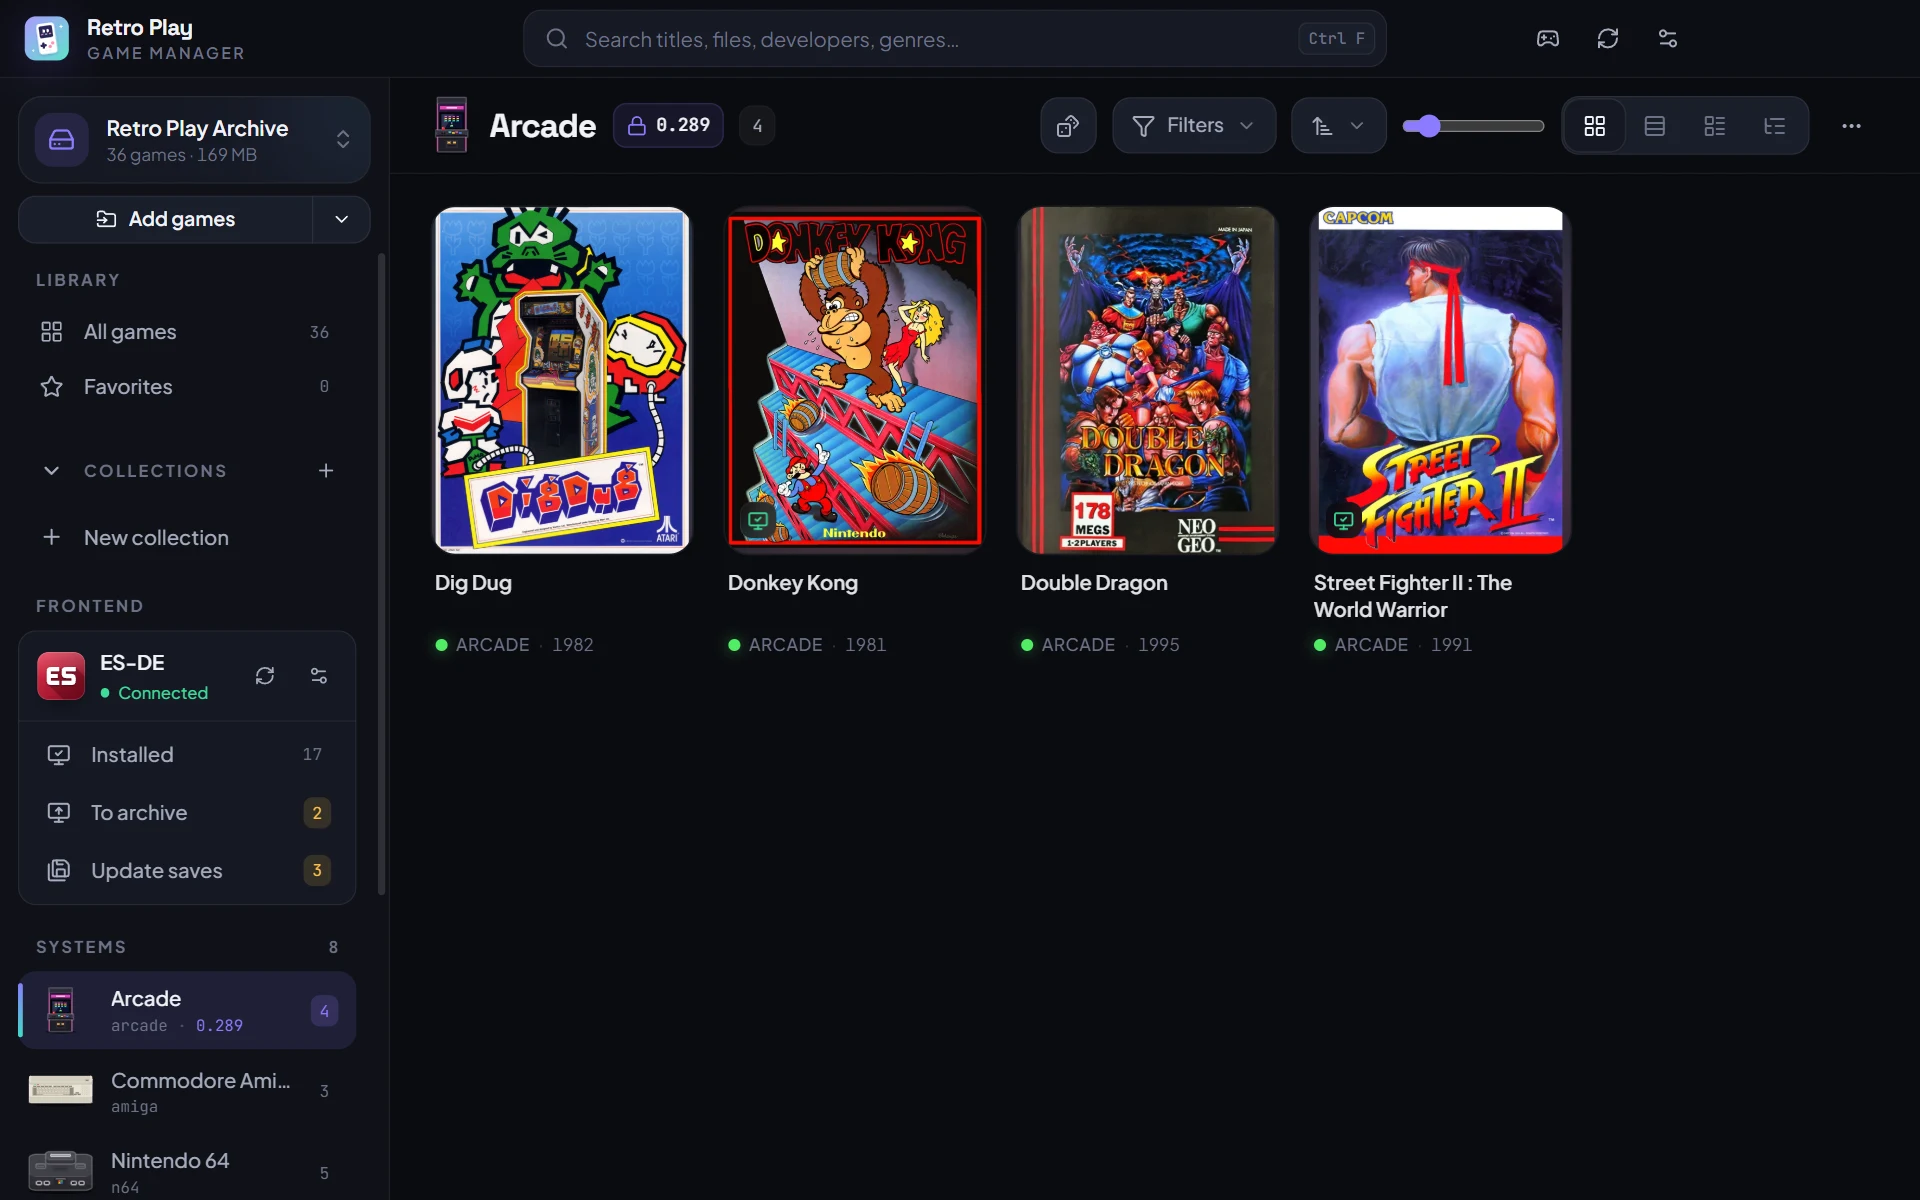 Retro Play
GAME MANAGER
Search titles, files, developers, genres...
Ctrl F
Retro Play Archive
36 games · 169 MB
Add games
LIBRARY
All games 36
Favorites 0
COLLECTIONS
New collection
FRONTEND
ES
ES-DE
Connected
Installed 17
To archive 2
Update saves 3
SYSTEMS 8
Arcade 4
arcade · 0.289
Commodore Ami... 3
amiga
Nintendo 64 5
n64
Arcade 0.289 4
Filters
DigDug
ATARI
Dig Dug
ARCADE · 1982
DONKEY KONG
Nintendo
Donkey Kong
ARCADE · 1981
MADE IN JAPAN
DOUBLE
DRAGON
178
MEGS
1-2PLAYERS
NEO
GEO
Double Dragon
ARCADE · 1995
CAPCOM
STREET
FIGHTER II
Street Fighter II : The
World Warrior
ARCADE · 1991